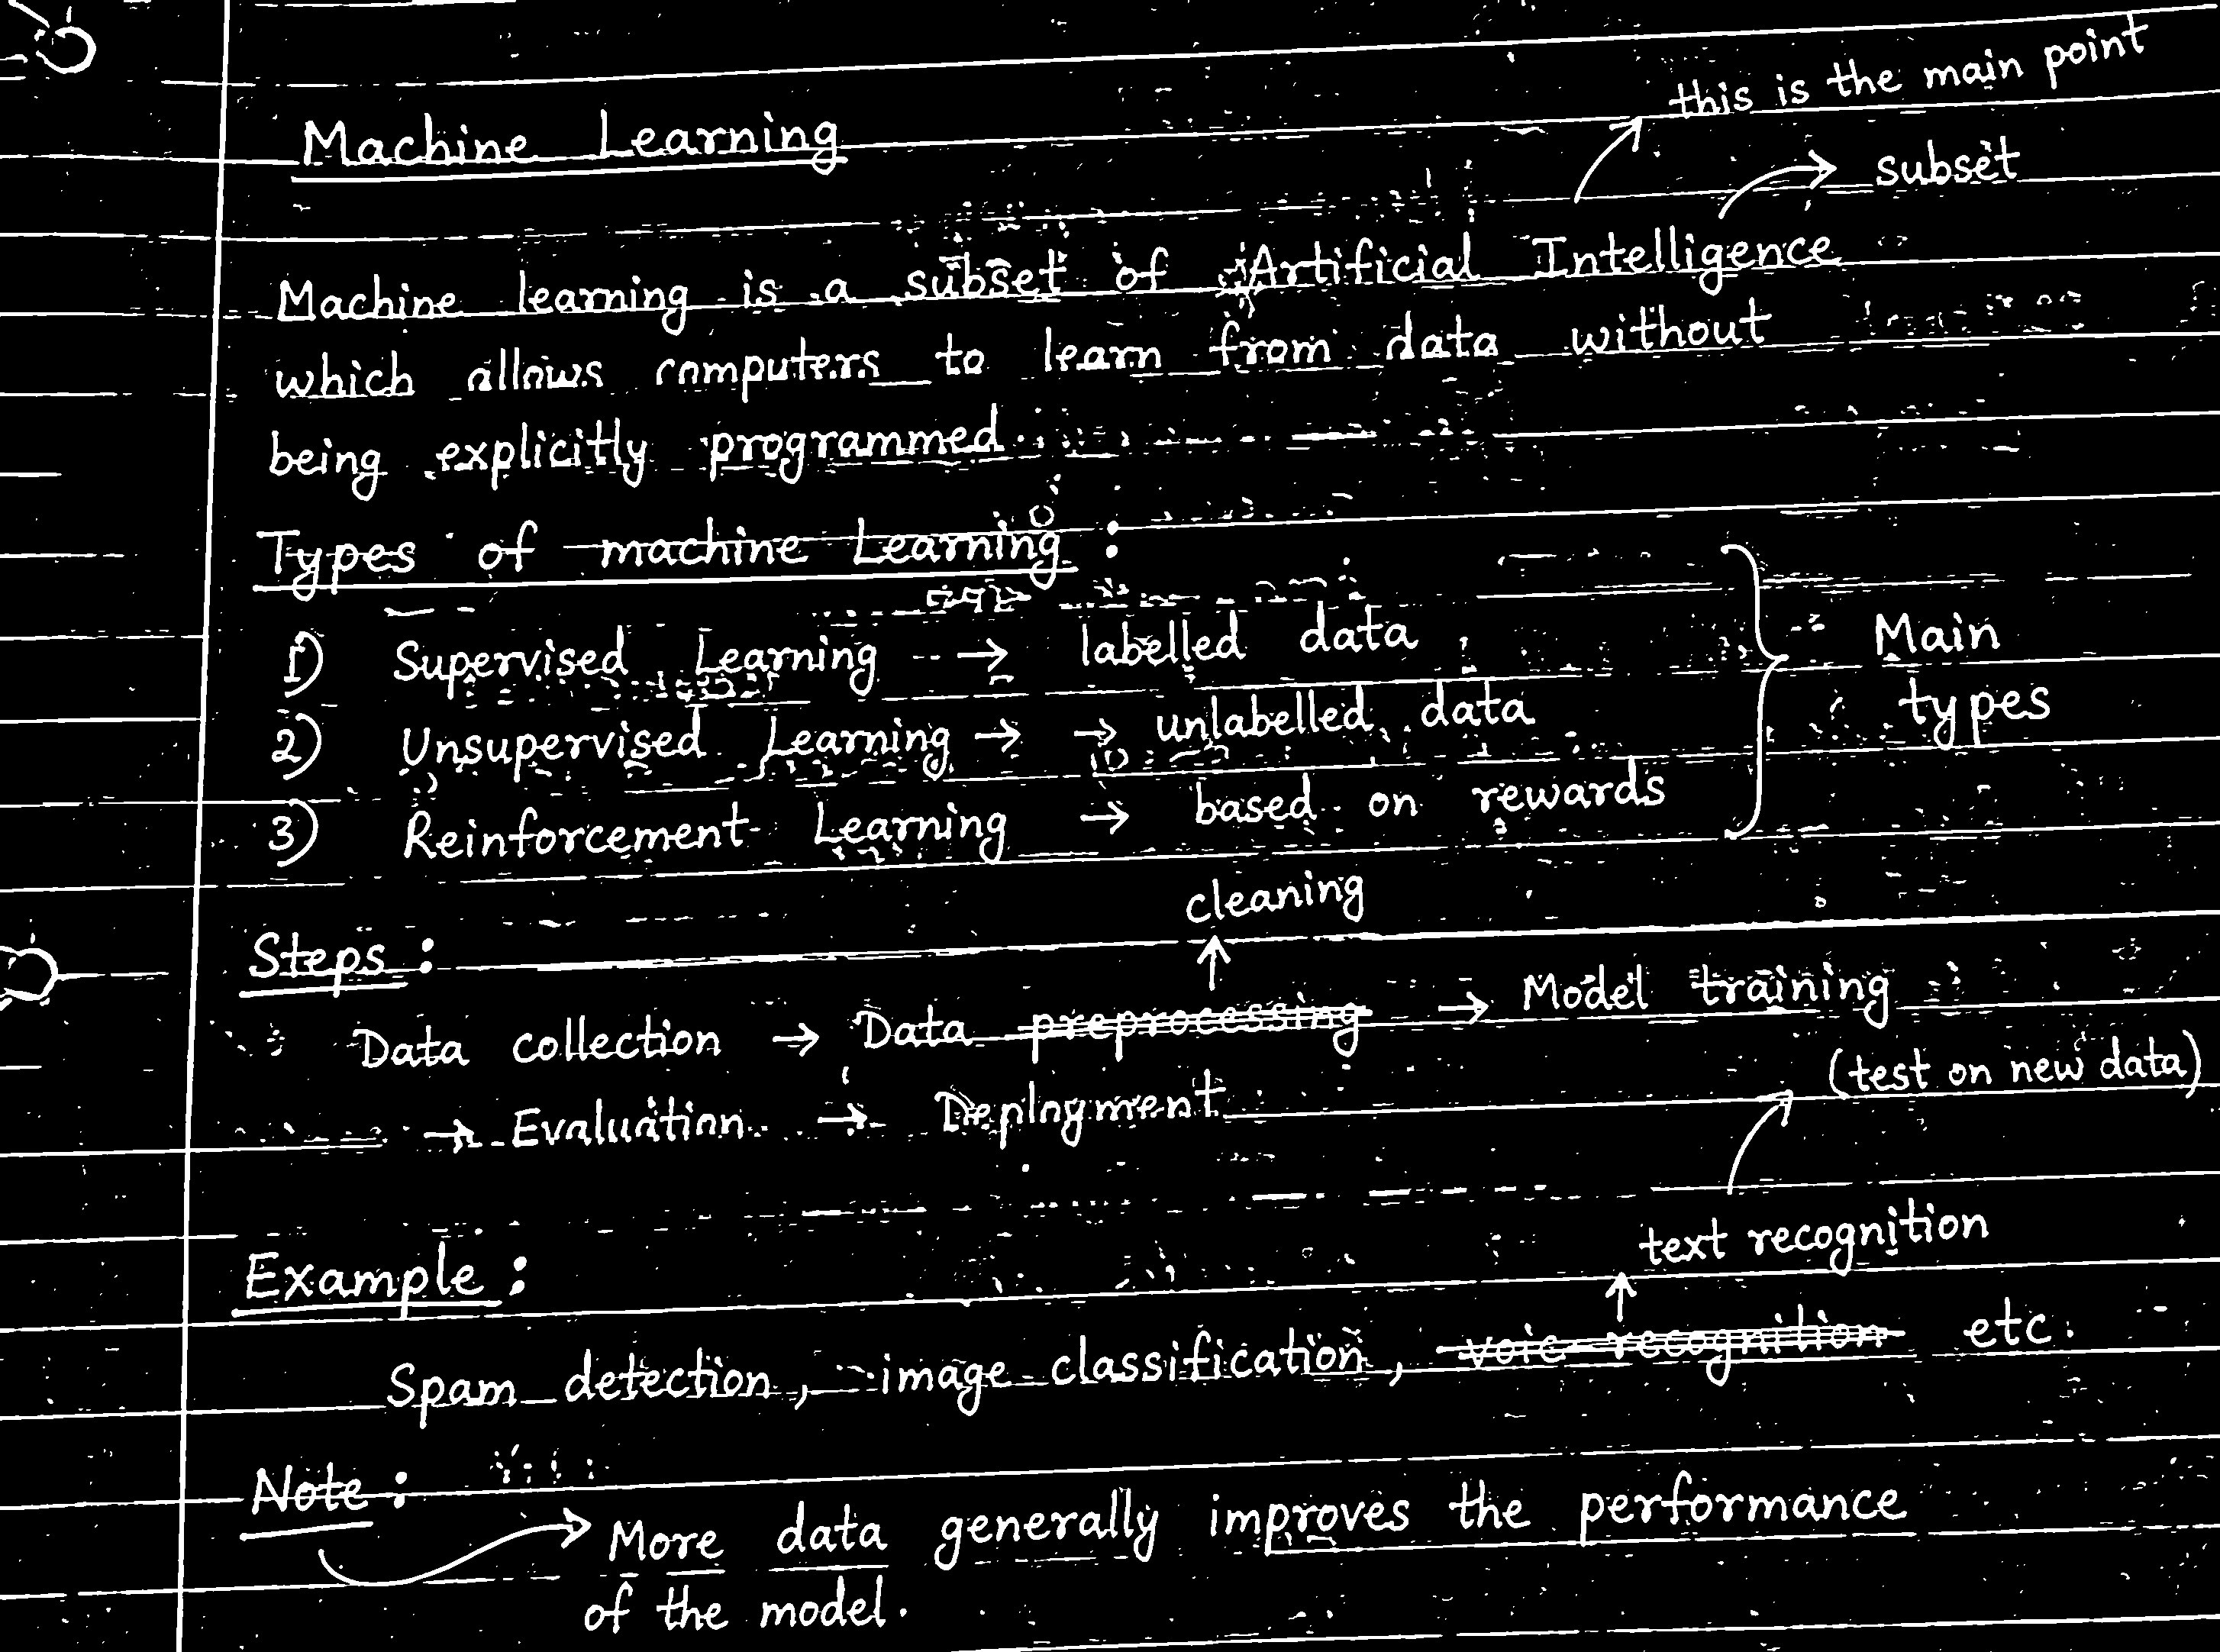 this is the main point
Machine Learning
subset
Machine learning is a subset of Artificial Intelligence
which allows computers to learn from data without
being explicitly programmed.
Types of machine Learning :
1) Supervised Learning → labelled data
2) Unsupervised Learning → → unlabelled data
3) Reinforcement Learning → based on rewards
Main
types
cleaning
Steps :
Data collection → Data ~~preprocessing~~ → Model training
(test on new data)
→ Evaluation → Deployment
text recognition
Example :
Spam detection, image classification, ~~voic recognition~~ etc.
Note :
→ More data generally improves the performance
of the model.